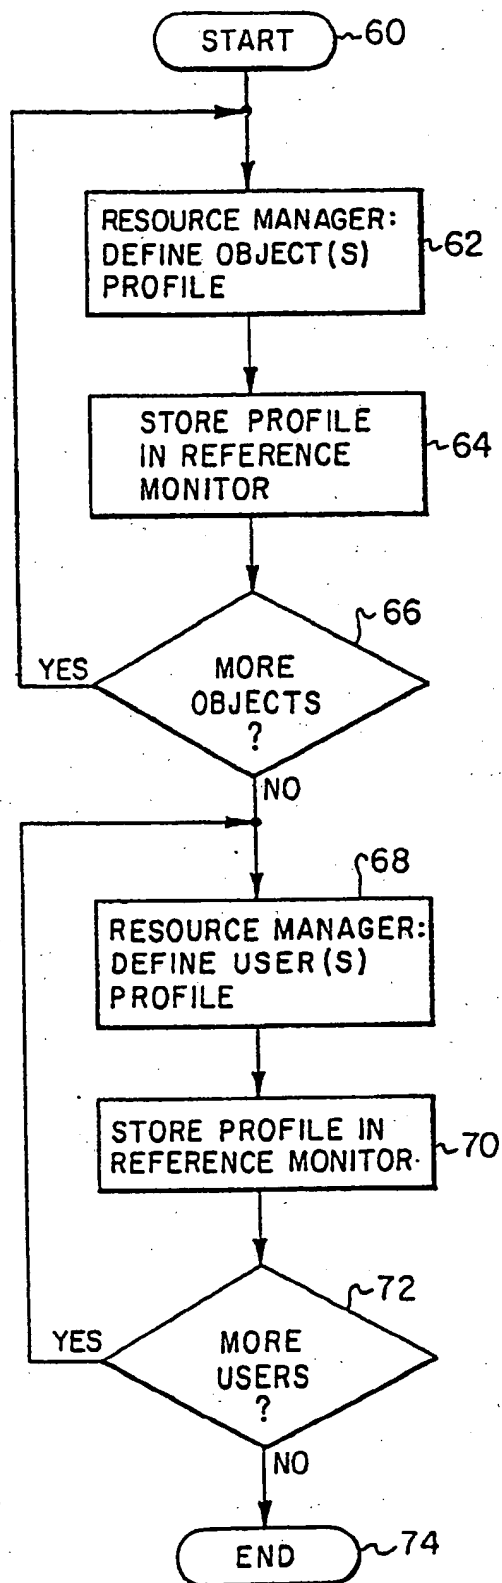 START
60
RESOURCE MANAGER:
DEFINE OBJECT(S)
PROFILE
62
STORE PROFILE
IN REFERENCE
MONITOR
64
66
MORE
OBJECTS
?
YES
NO
68
RESOURCE MANAGER:
DEFINE USER(S)
PROFILE
STORE PROFILE IN
REFERENCE MONITOR
70
72
MORE
USERS
?
YES
NO
END
74